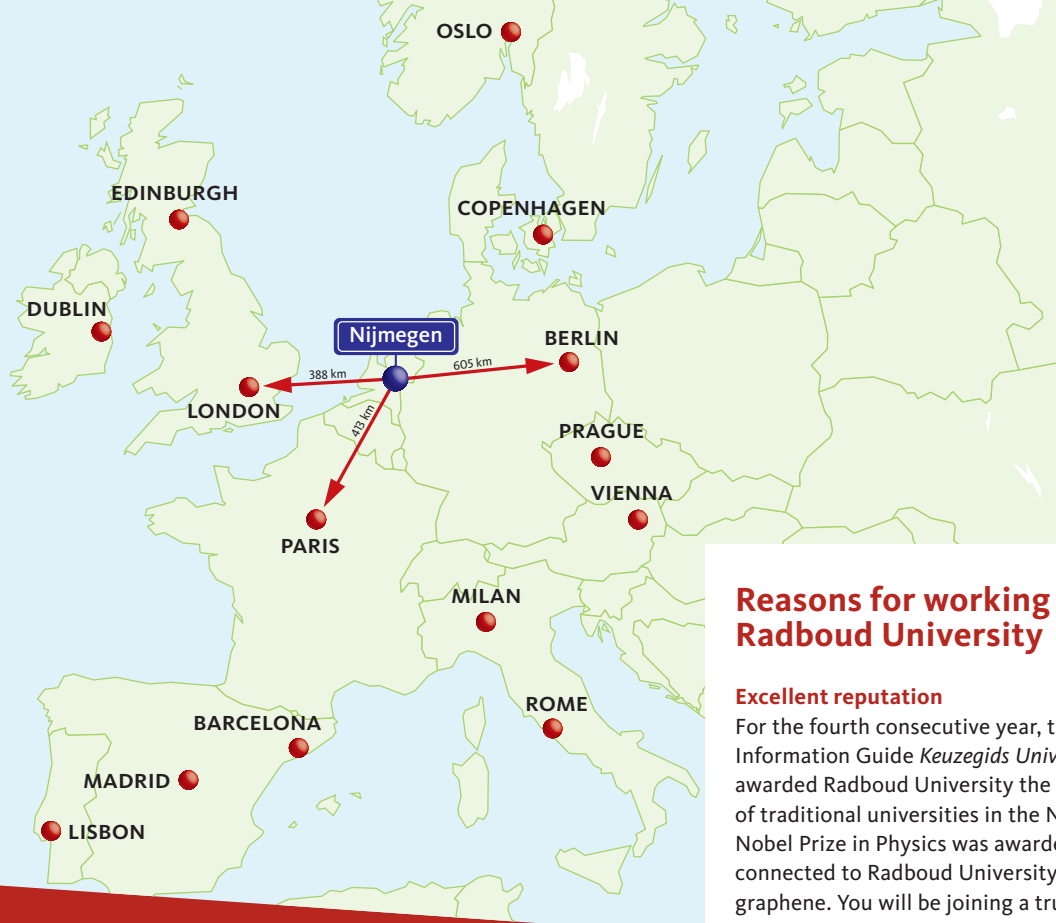 OSLO
EDINBURGH
COPENHAGEN
DUBLIN
Nijmegen
BERLIN
388 km
605 km
413 km
LONDON
PRAGUE
VIENNA
PARIS
MILAN
ROME
BARCELONA
MADRID
LISBON
Reasons for working
Radboud University
Excellent reputation
For the fourth consecutive year, t
Information Guide Keuzegids Univ
awarded Radboud University the
of traditional universities in the N
Nobel Prize in Physics was awarde
connected to Radboud University
graphene. You will be joining a tru